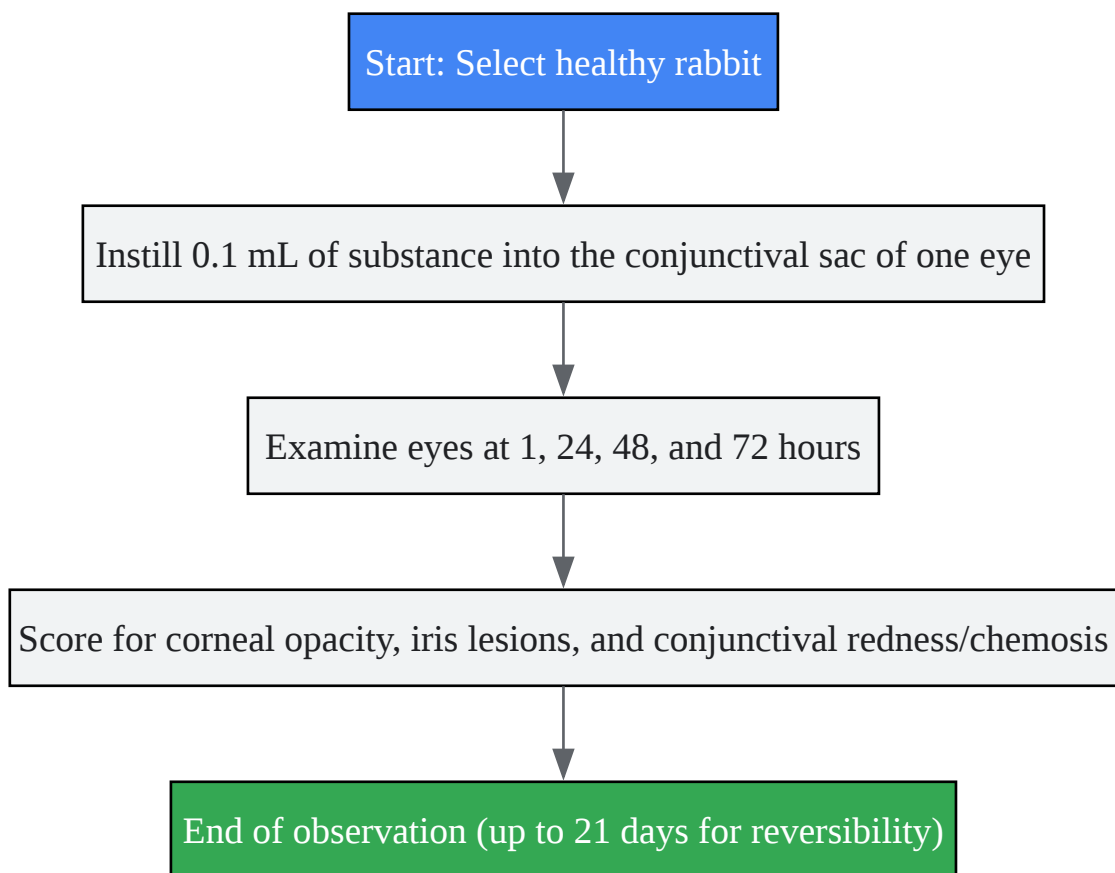 Start: Select healthy rabbit
Instill 0.1 mL of substance into the conjunctival sac of one eye
Examine eyes at 1, 24, 48, and 72 hours
Score for corneal opacity, iris lesions, and conjunctival redness/chemosis
End of observation (up to 21 days for reversibility)